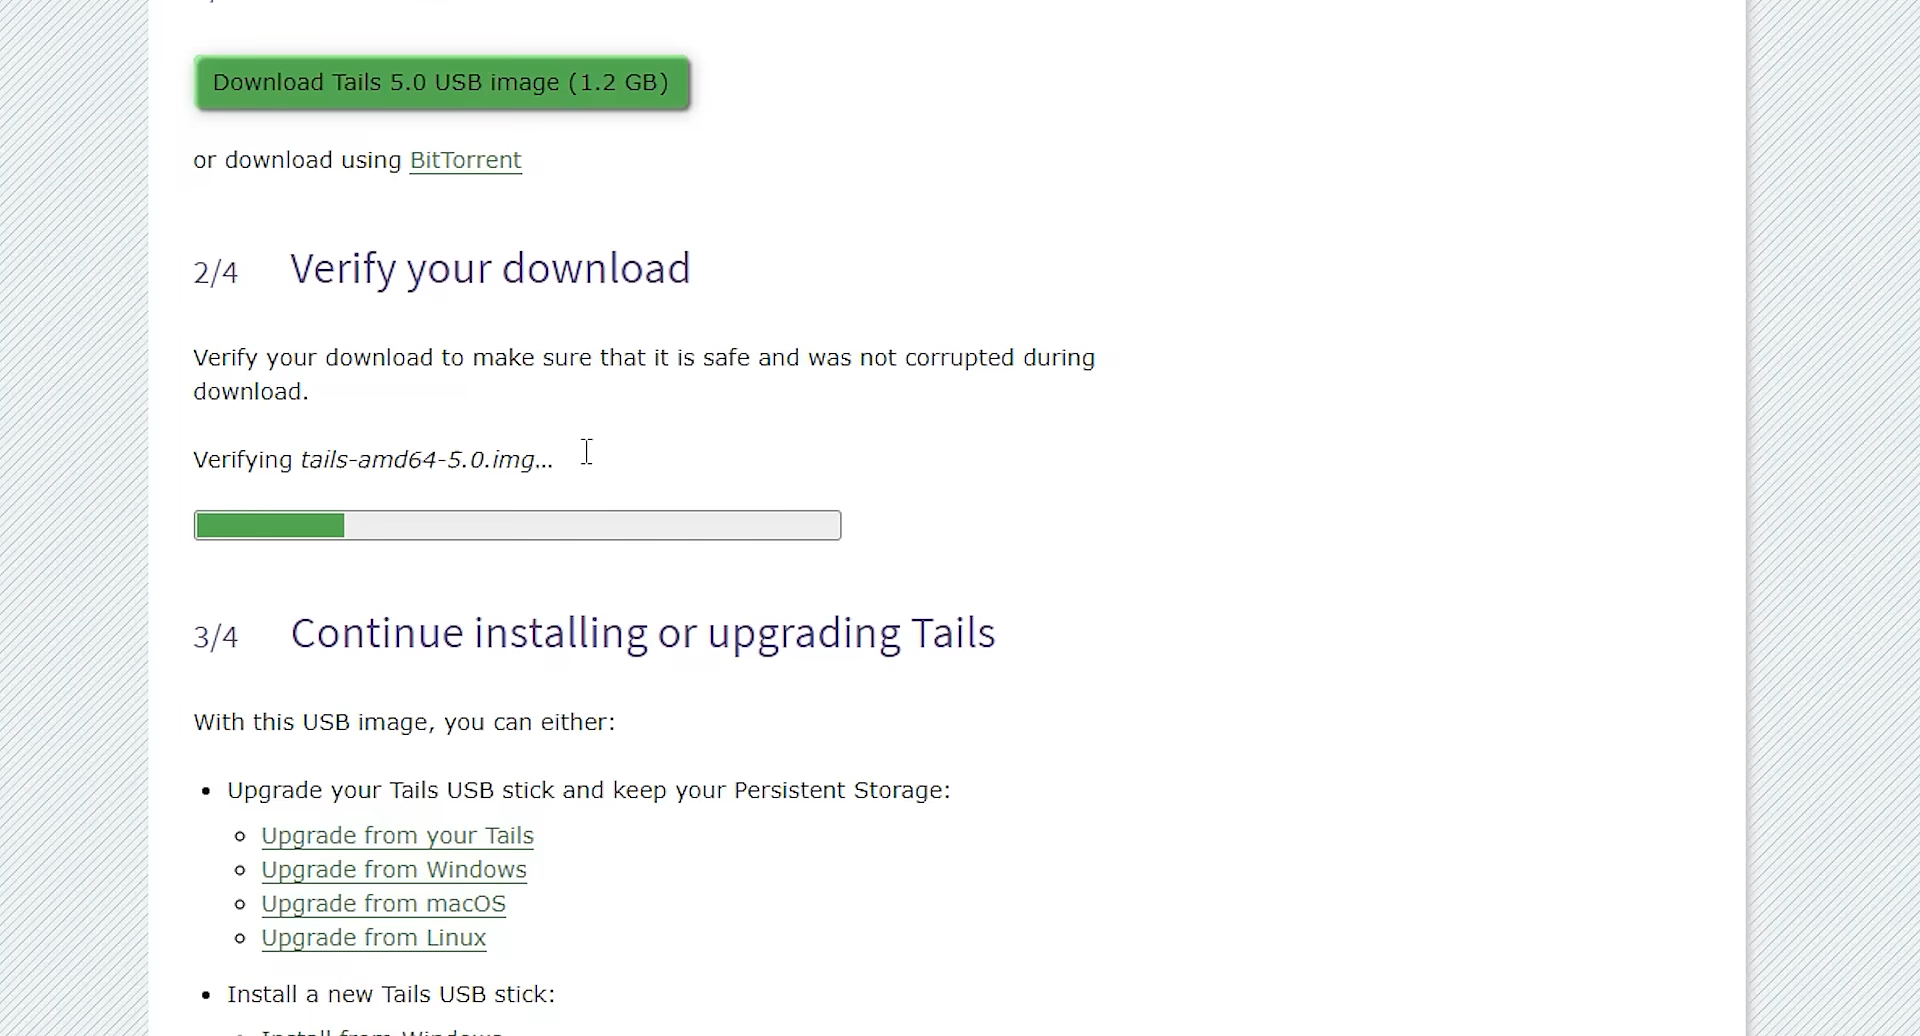 Download Tails 5.0 USB image (1.2 GB)
or download using BitTorrent
2/4 Verify your download
Verify your download to make sure that it is safe and was not corrupted during
download.
Verifying tails-amd64-5.0.img...
3/4 Continue installing or upgrading Tails
With this USB image, you can either:
• Upgrade your Tails USB stick and keep your Persistent Storage:
Upgrade from your Tails
Upgrade from Windows
Upgrade from macOS
Upgrade from Linux
• Install a new Tails USB stick:
Install from Windows